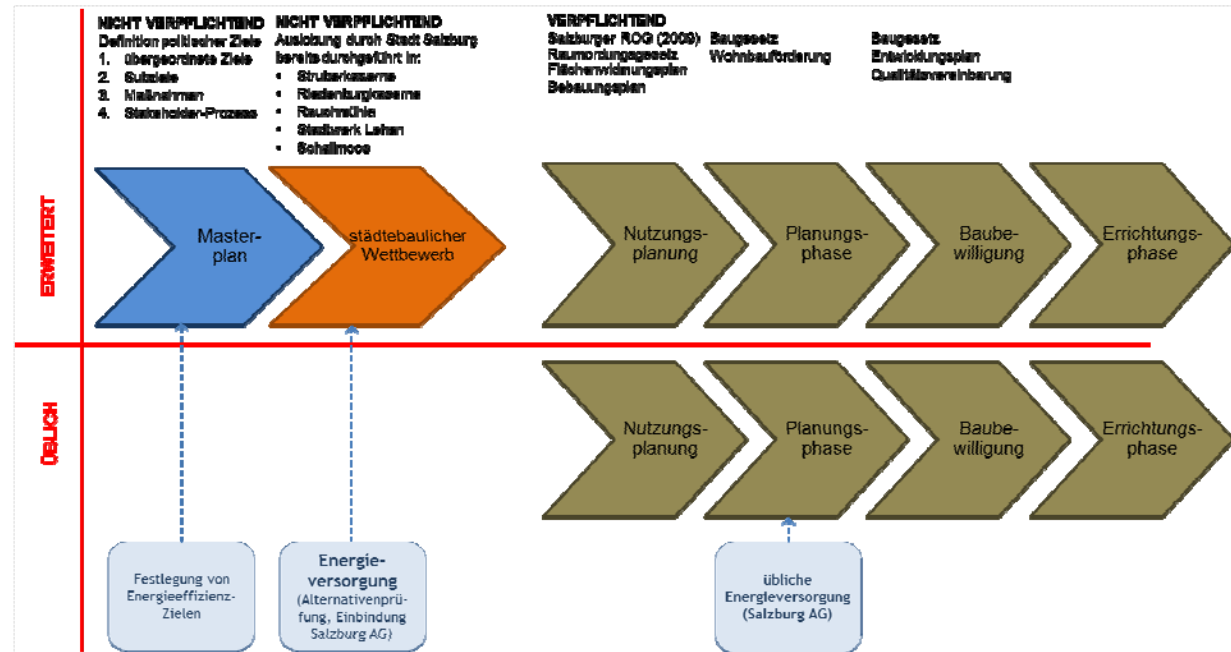 NICHT VERPFLICHTEND
Definition politischer Ziele
1. übergeordnete Ziele
2. Subziele
3. Maßnahmen
4. Stakeholder-Prozess
NICHT VERPFLICHTEND
Auslobung durch Stadt Salzburg
bereits durchgeführt in:
• Struberkaserne
• Riedenburgkaserne
• Rauchmühle
• Stadtwerk Lehen
• Schallmoos
VERPFLICHTEND
Salzburger ROG (2009)
Raumordungsgesetz
Flächenwidnungsplan
Bebauungsplan
Baugesetz
Wohnbauförderung
Baugesetz
Entwicklungsplan
Qualitätsvereinbarung
ERWEITERT
Master-
plan
städtebaulicher
Wettbewerb
Nutzungs-
planung
Planungs-
phase
Baube-
willigung
Errichtungs-
phase
ÜBLICH
Nutzungs-
planung
Planungs-
phase
Baube-
willigung
Errichtungs-
phase
Festlegung von
Energieeffizienz-
Zielen
Energie-
versorgung
(Alternativenprü-
fung, Einbindung
Salzburg AG)
übliche
Energieversorgung
(Salzburg AG)